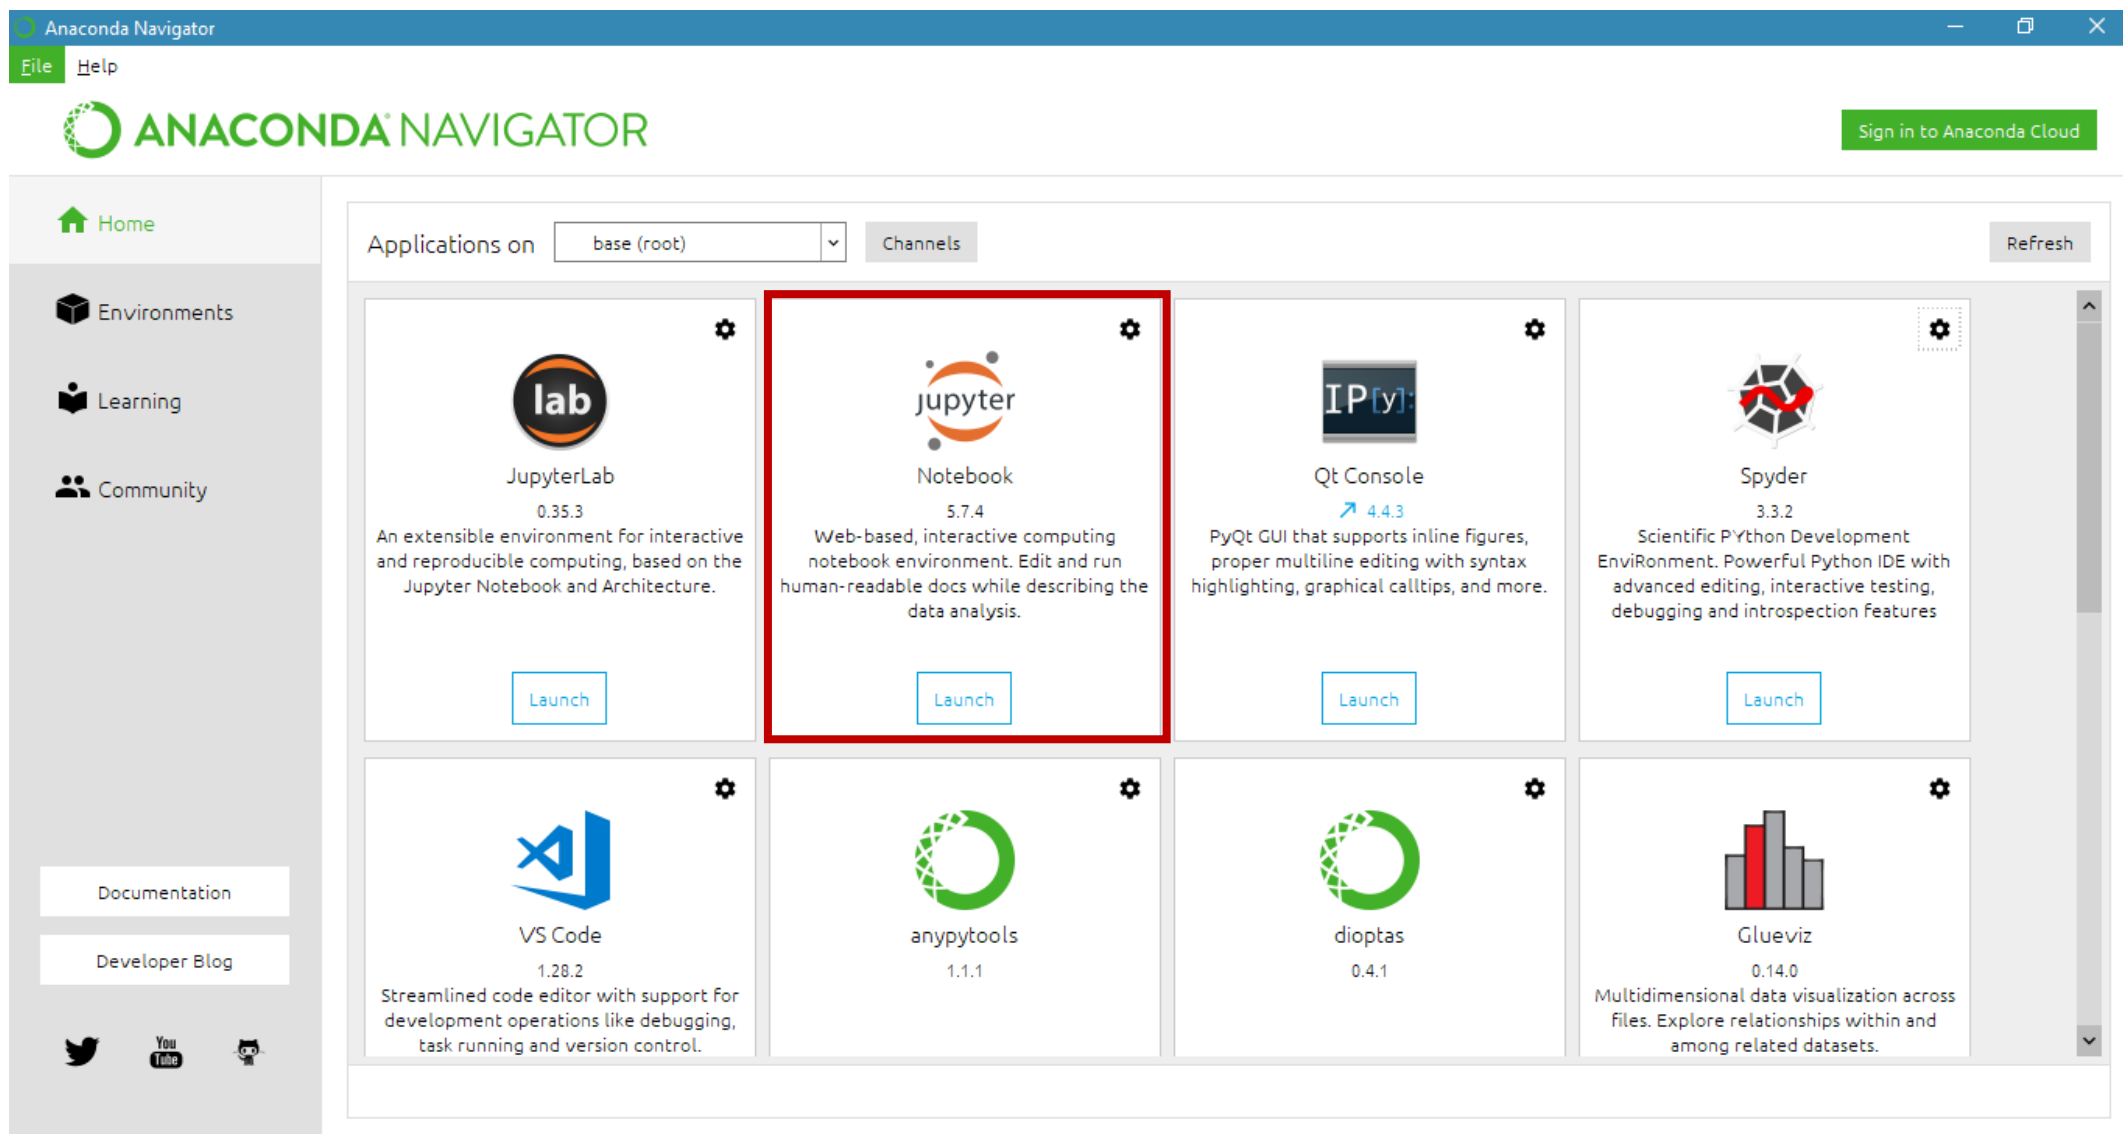 Anaconda Navigator
File Help
ANACONDA NAVIGATOR
Sign in to Anaconda Cloud
Home
Environments
Learning
Community
Documentation
Developer Blog
You
Tube
Applications on base (root) Channels Refresh
lab
JupyterLab
0.35.3
An extensible environment for interactive
and reproducible computing, based on the
Jupyter Notebook and Architecture.
Launch
jupyter
Notebook
5.7.4
Web-based, interactive computing
notebook environment. Edit and run
human-readable docs while describing the
data analysis.
Launch
IP[y]:
Qt Console
4.4.3
PyQt GUI that supports inline figures,
proper multiline editing with syntax
highlighting, graphical calltips, and more.
Launch
Spyder
3.3.2
Scientific PYthon Development
EnviRonment. Powerful Python IDE with
advanced editing, interactive testing,
debugging and introspection features
Launch
VS Code
1.28.2
Streamlined code editor with support for
development operations like debugging,
task running and version control.
anypytools
1.1.1
dioptas
0.4.1
Glueviz
0.14.0
Multidimensional data visualization across
files. Explore relationships within and
among related datasets.